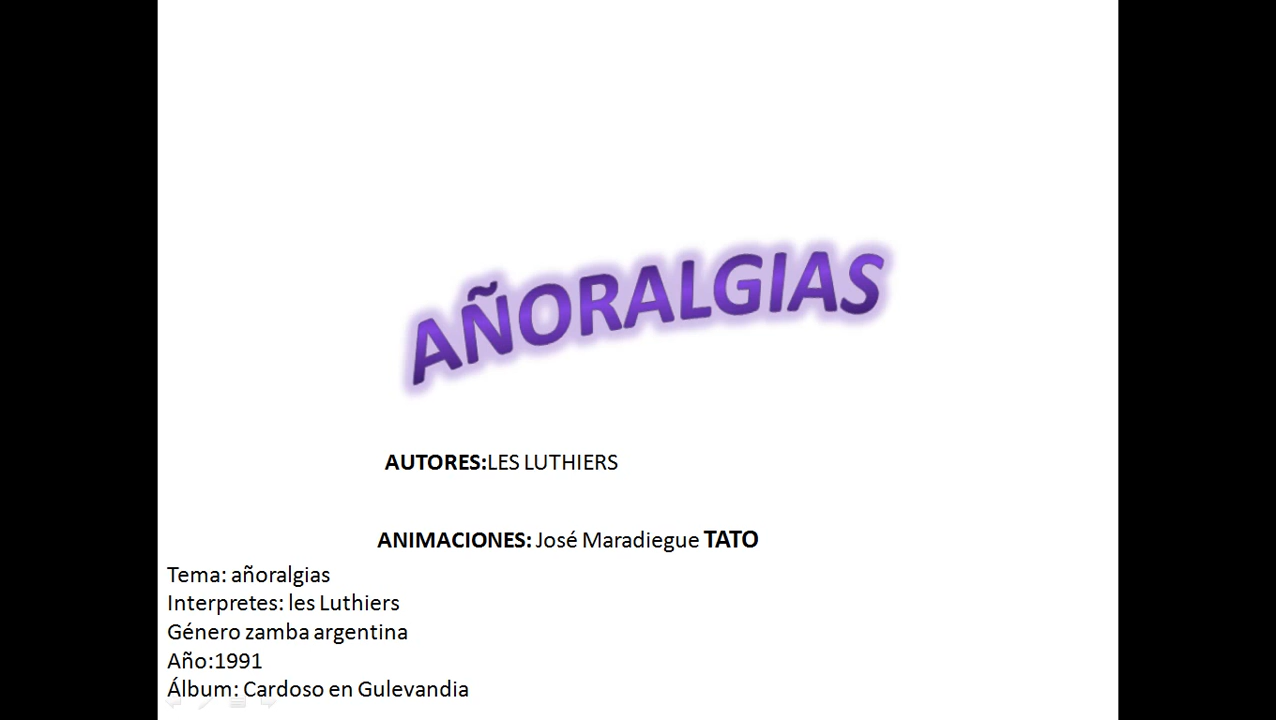 AÑORALGIAS
AUTORES:LES LUTHIERS
ANIMACIONES: José Maradiegue TATO
Tema: añoralgias
Interpretes: les Luthiers
Género zamba argentina
Año:1991
Álbum: Cardoso en Gulevandia